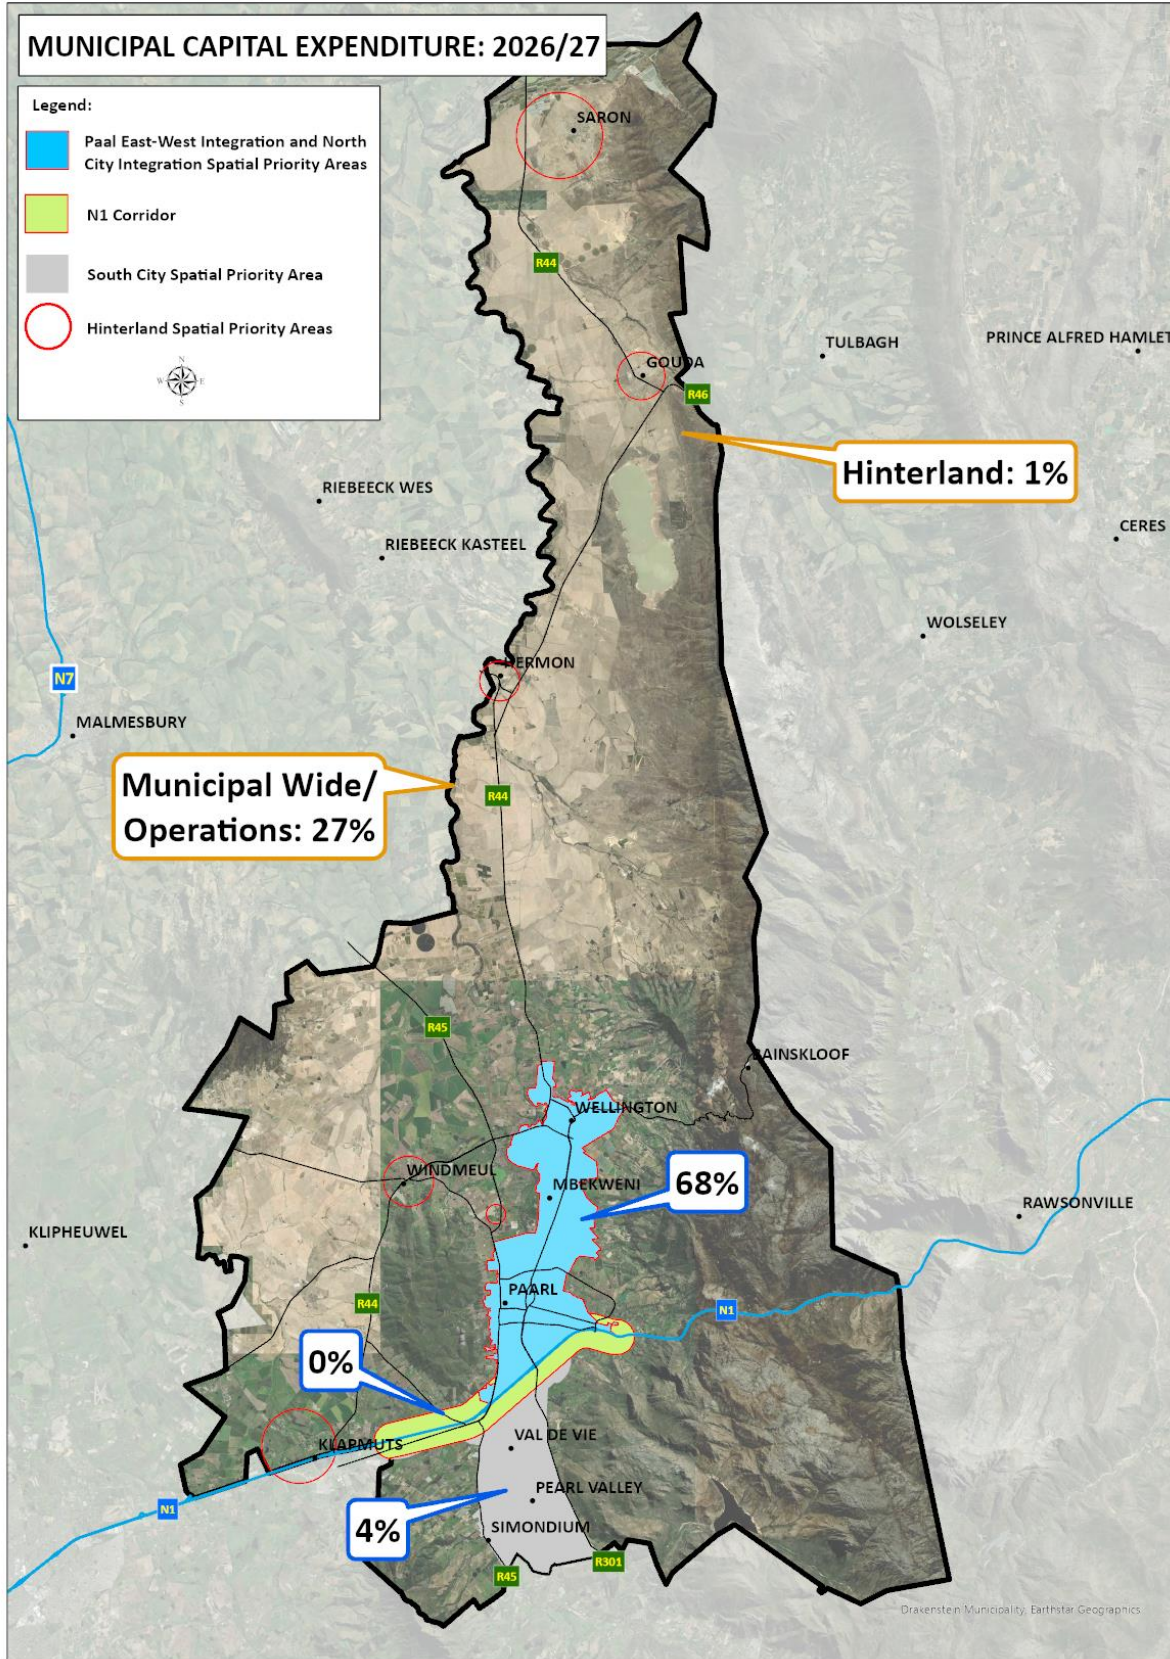 MUNICIPAL CAPITAL EXPENDITURE: 2026/27
Legend:
Paal East-West Integration and North
City Integration Spatial Priority Areas
N1 Corridor
South City Spatial Priority Area
Hinterland Spatial Priority Areas
N
W E
S
SARON
R44
TULBAGH
PRINCE ALFRED HAMLET
GOUDA
R46
Hinterland: 1%
RIEBEECK WES
CERES
RIEBEECK KASTEEL
WOLSELEY
HERMON
N7
MALMESBURY
Municipal Wide/
Operations: 27%
R44
R45
BAINSKLOOF
WELLINGTON
WINDMEUL
MBEKWENI
68%
RAWSONVILLE
KLIPHEUWEL
PAARL
R44
N1
0%
KLAPMUTS
VAL DE VIE
PEARL VALLEY
N1
4%
SIMONDIUM
R301
R45
Drakenstein Municipality, Earthstar Geographics